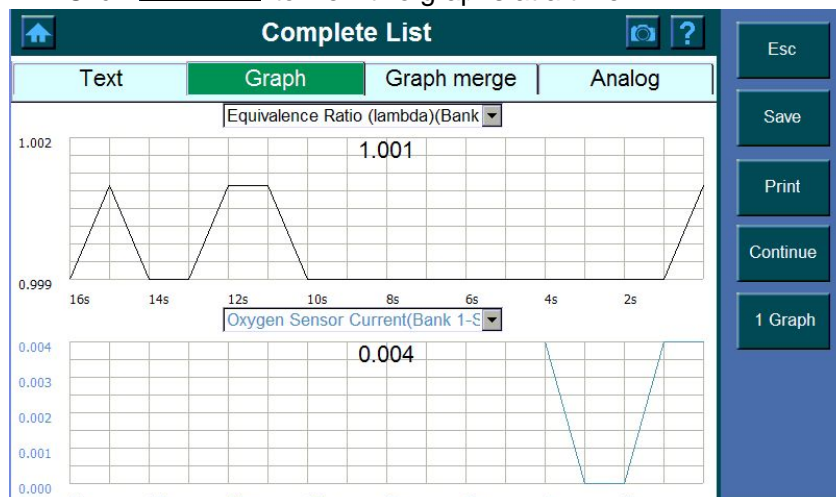 Complete List
?
Esc
Text
Graph
Graph merge
Analog
Save
Equivalence Ratio (lambda)(Bank
1.002
1.001
Print
Continue
0.999
16s 14s 12s 10s 8s 6s 4s 2s
Oxygen Sensor Current(Bank 1-S
1 Graph
0.004
0.004
0.003
0.002
0.001
0.000